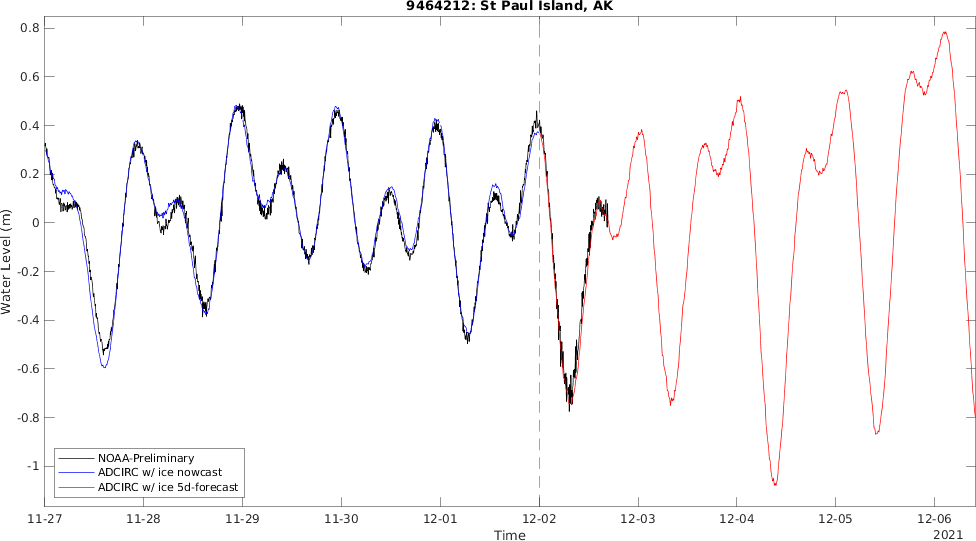 9464212: St Paul Island, AK
0.8
0.6
0.4
0.2
0
-0.2
-0.4
-0.6
-0.8
-1
Water Level (m)
NOAA-Preliminary
ADCIRC w/ ice nowcast
ADCIRC w/ ice 5d-forecast
11-27 11-28 11-29 11-30 12-01 12-02 12-03 12-04 12-05 12-06
Time
2021